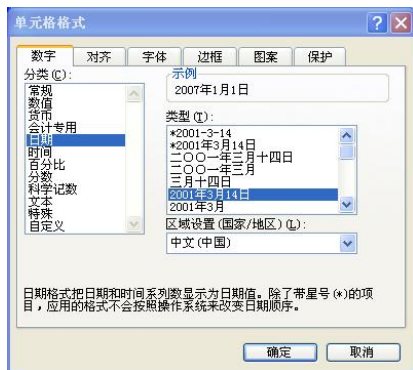 单元格格式
数字 对齐 字体 边框 图案 保护
分类(C):
常规
数值
货币
会计专用
日期
时间
百分比
分数
科学记数
文本
特殊
自定义
示例
2007年1月1日
类型(T):
*2001-3-14
*2001年3月14日
二〇〇一年三月十四日
二〇〇一年三月
三月十四日
2001年3月14日
2001年3月
区域设置(国家/地区)(L):
中文(中国)
日期格式把日期和时间系列数显示为日期值。除了带星号(*)的项
目，应用的格式不会按照操作系统来改变日期顺序。
确定 取消